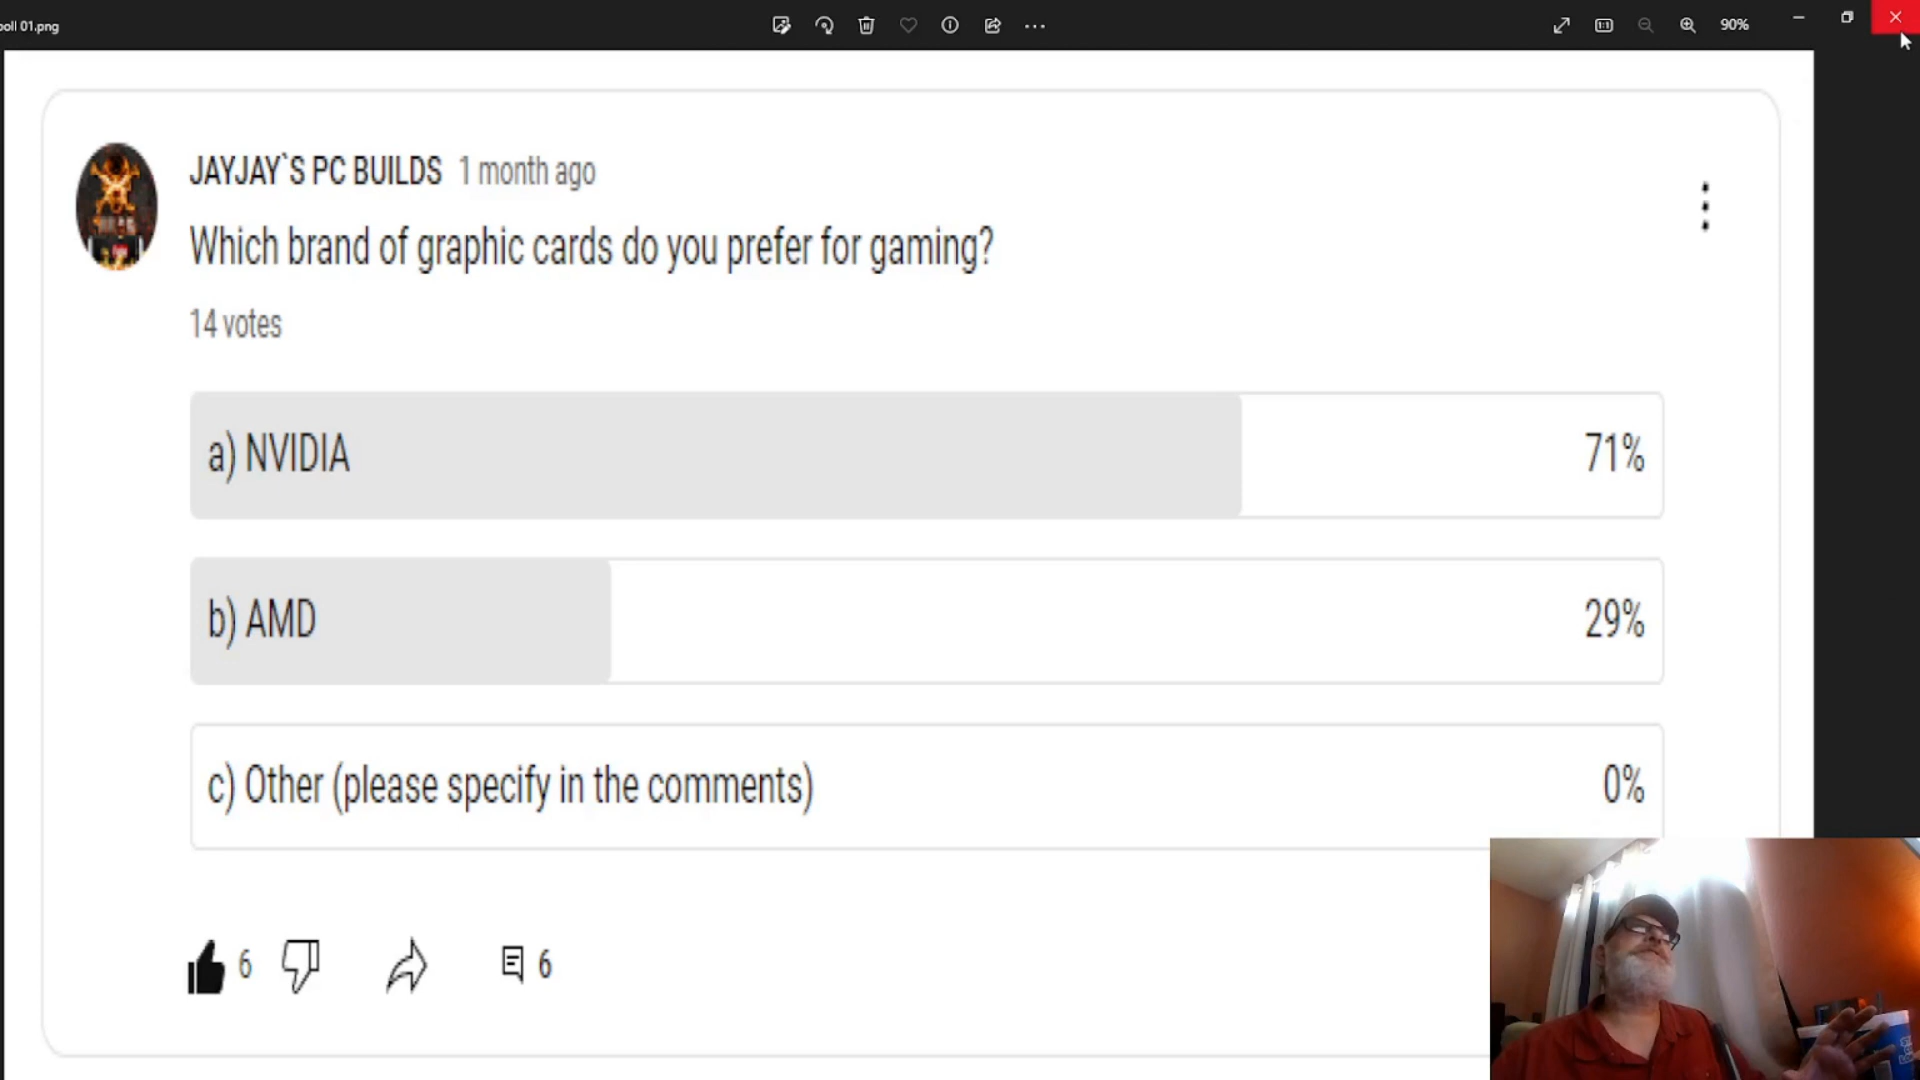 poll 01.png
90%
JAYJAY`S PC BUILDS 1 month ago
Which brand of graphic cards do you prefer for gaming?
14 votes
a) NVIDIA 71%
b) AMD 29%
c) Other (please specify in the comments) 0%
6 6